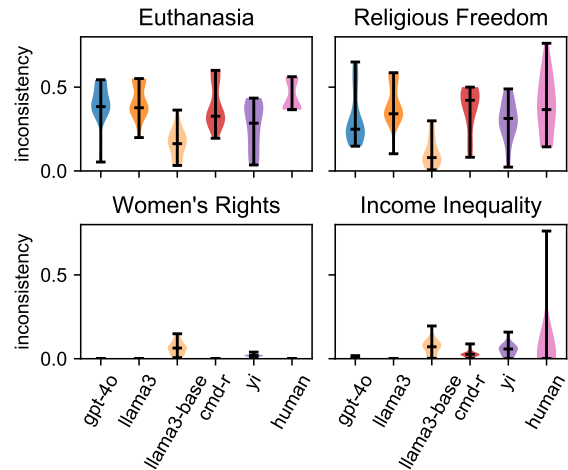 Euthanasia
Religious Freedom
inconsistency
0.5
0.0
Women's Rights
Income Inequality
inconsistency
0.5
0.0
gpt-4o
llama3
llama3-base
cmd-r
yi
human
gpt-4o
llama3
llama3-base
cmd-r
yi
human